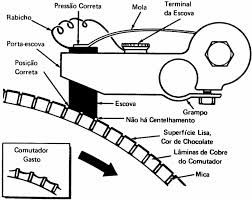 Pressão Correta
Mola
Terminal
da Escova
Rabicho
Porta-escova
Posição
Correta
Escova
Grampo
Não há Centelhamento
Superfície Lisa,
Cor de Chocolate
Lâminas de Cobre
do Comutador
Mica
Comutador
Gasto